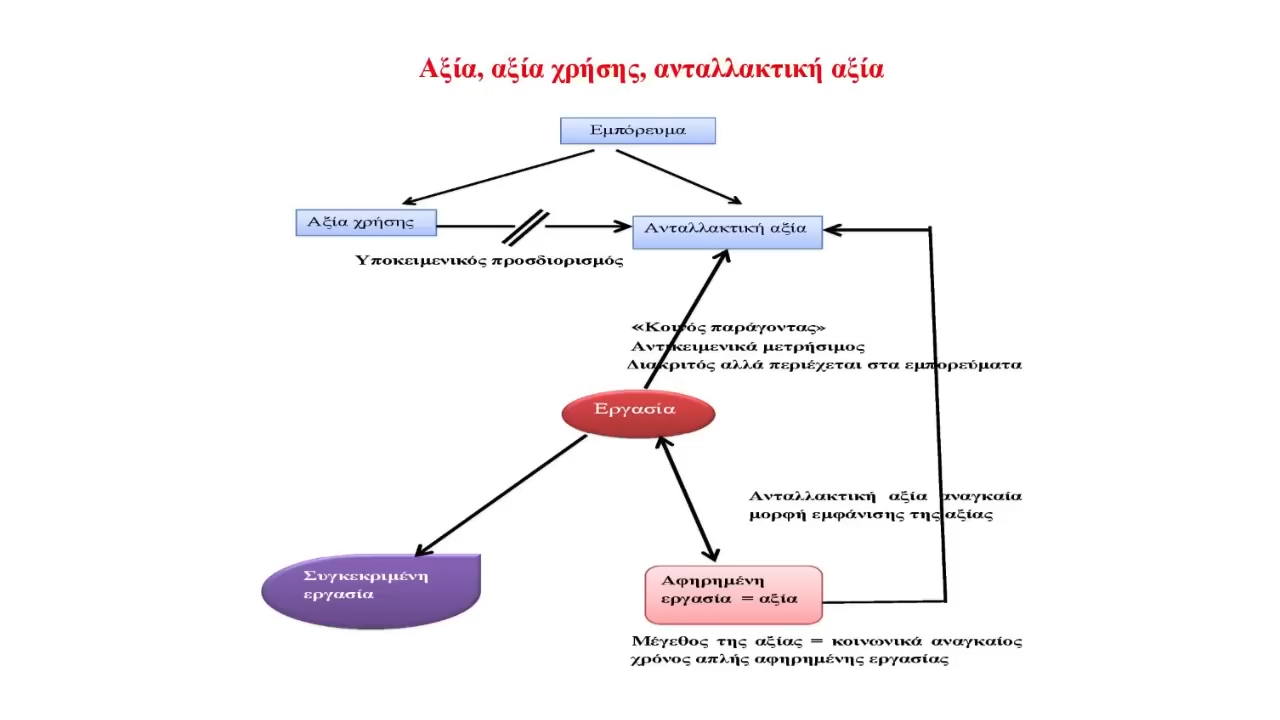 Αξία, αξία χρήσης, ανταλλακτική αξία
Εμπόρευμα
Αξία χρήσης
Ανταλλακτική αξία
Υποκειμενικός προσδιορισμός
«Κοινός παράγοντας»
Αντικειμενικά μετρήσιμος
Διακριτός αλλά περιέχεται στα εμπορεύματα
Εργασία
Ανταλλακτική αξία αναγκαία
μορφή εμφάνισης της αξίας
Συγκεκριμένη
εργασία
Αφηρημένη
εργασία = αξία
Μέγεθος της αξίας = κοινωνικά αναγκαίος
χρόνος απλής αφηρημένης εργασίας